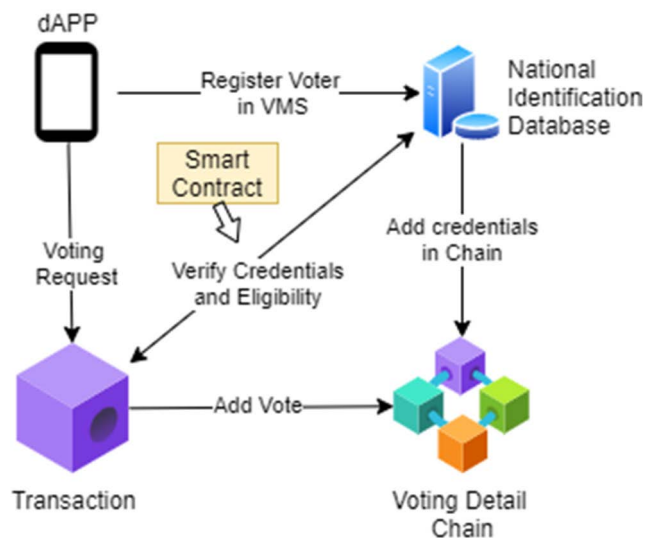 dAPP
Register Voter
in VMS
National
Identification
Database
Smart
Contract
Voting
Request
Verify Credentials
and Eligibility
Add credentials
in Chain
Add Vote
Transaction
Voting Detail
Chain